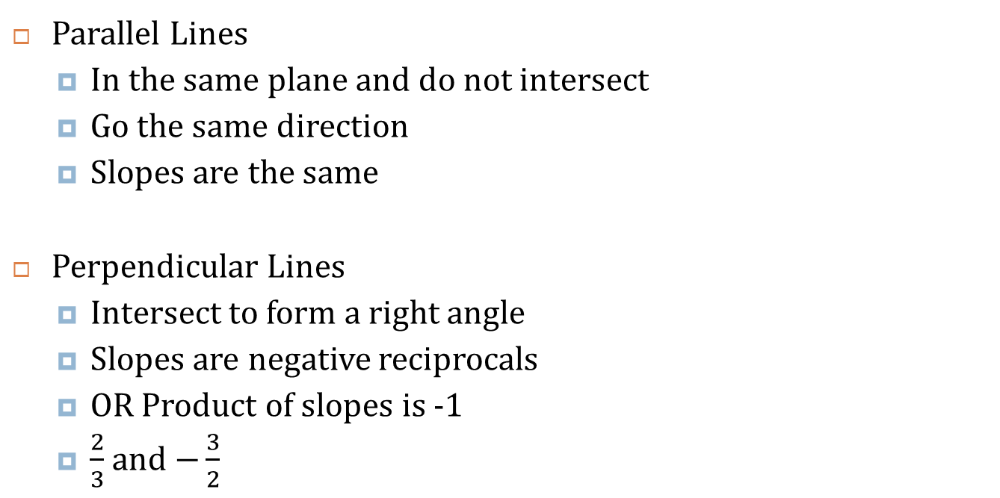 Parallel Lines
In the same plane and do not intersect
Go the same direction
Slopes are the same
Perpendicular Lines
Intersect to form a right angle
Slopes are negative reciprocals
OR Product of slopes is -1
2/3 and − 3/2